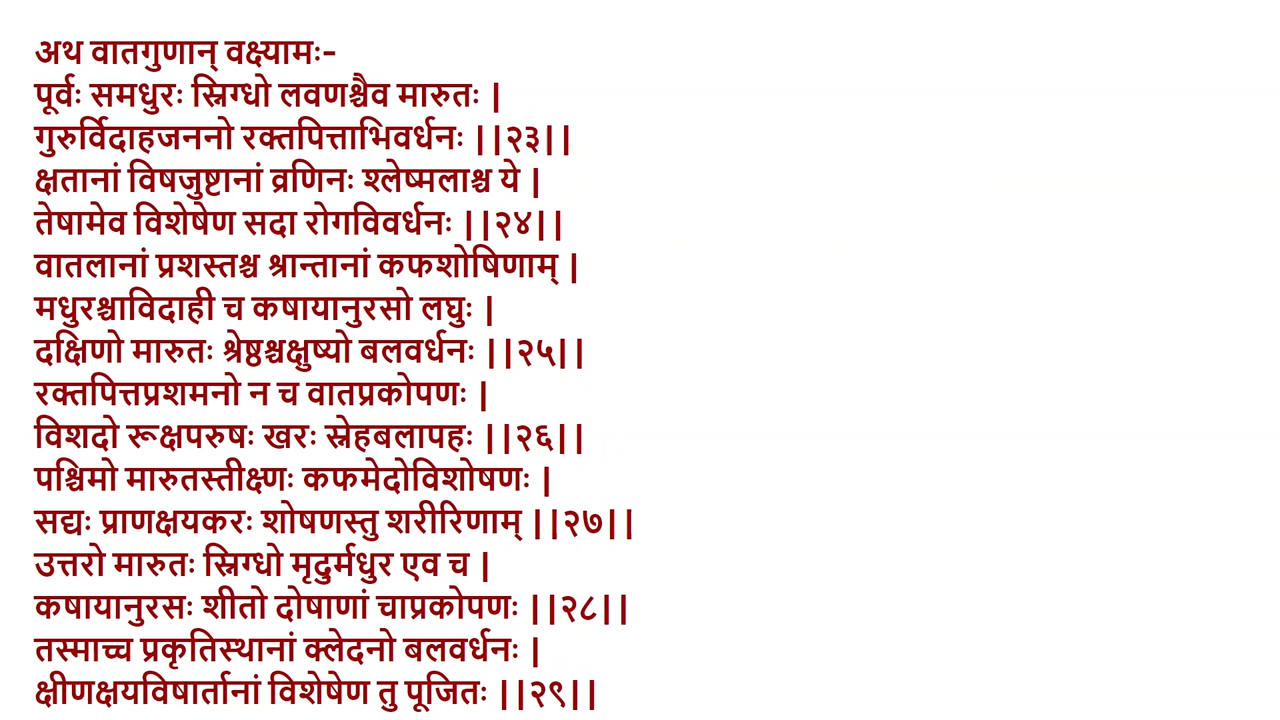 अथ वातगुणान् वक्ष्यामः-
पूर्वः समधुरः स्निग्धो लवणश्चैव मारुतः |
गुरुर्विदाहजननो रक्तपित्ताभिवर्धनः ||२३||
क्षतानां विषजुष्टानां व्रणिनः श्लेष्मलाश्च ये |
तेषामेव विशेषेण सदा रोगविवर्धनः ||२४||
वातलानां प्रशस्तश्च श्रान्तानां कफशोषिणाम् |
मधुरश्चाविदाही च कषायानुरसो लघुः |
दक्षिणो मारुतः श्रेष्ठश्चक्षुष्यो बलवर्धनः ||२५||
रक्तपित्तप्रशमनो न च वातप्रकोपणः |
विशदो रूक्षपरुषः खरः स्नेहबलापहः ||२६||
पश्चिमो मारुतस्तीक्ष्णः कफमेदोविशोषणः |
सद्यः प्राणक्षयकरः शोषणस्तु शरीरिणाम् ||२७||
उत्तरो मारुतः स्निग्धो मृदुर्मधुर एव च |
कषायानुरसः शीतो दोषाणां चाप्रकोपणः ||२८||
तस्माच्च प्रकृतिस्थानां क्लेदनो बलवर्धनः |
क्षीणक्षयविषार्तानां विशेषेण तु पूजितः ||२९||